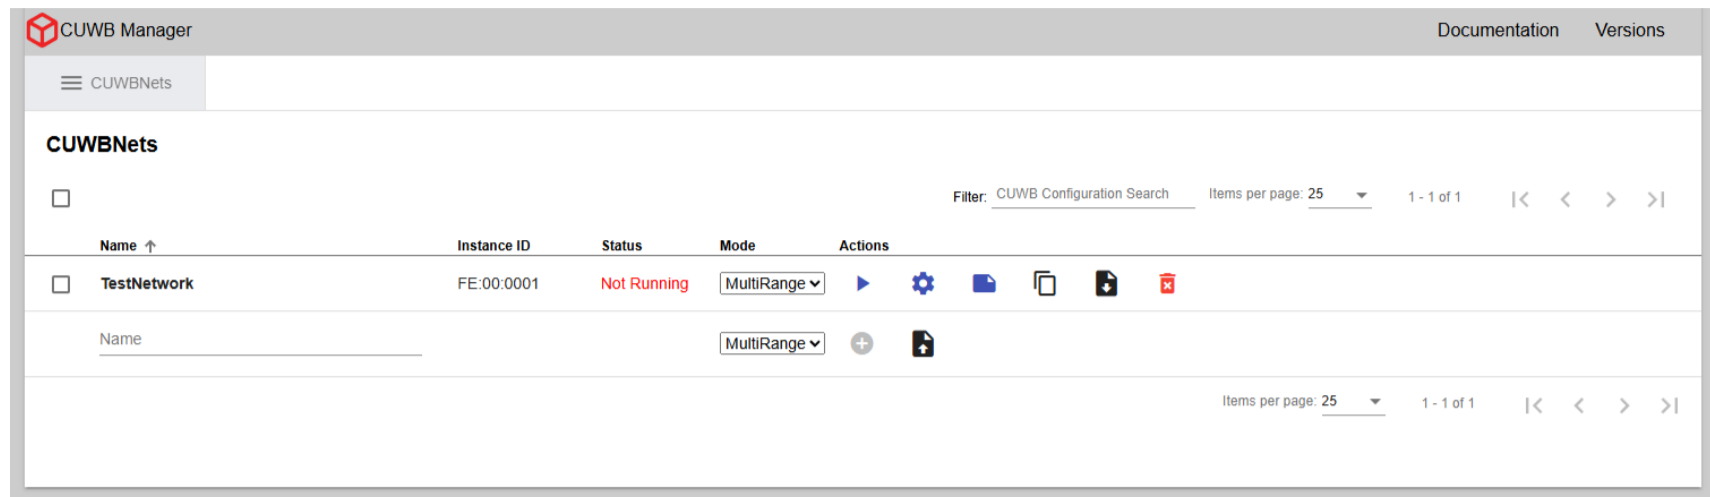 CUWB Manager Documentation Versions
CUWBNets
CUWBNets
Filter: CUWB Configuration Search Items per page: 25 1 - 1 of 1
Name Instance ID Status Mode Actions
TestNetwork FE:00:0001 Not Running MultiRange
Name MultiRange
Items per page: 25 1 - 1 of 1